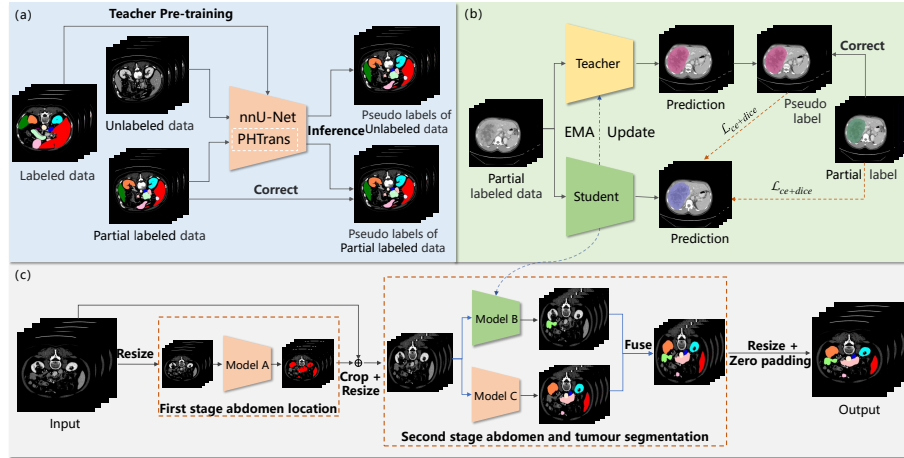 (a)
Teacher Pre-training
Labeled data
Unlabeled data
Partial labeled data
nnU-Net
PHTrans
Inference
Correct
Pseudo labels of
Unlabeled data
Pseudo labels of
Partial labeled data
(b)
Partial
labeled data
Teacher
Student
EMA Update
Prediction
Pseudo
label
Correct
Partial label
ℒce+dice
ℒce+dice
Prediction
(c)
Input
Resize
Model A
First stage abdomen location
Crop +
Resize
Model B
Model C
Fuse
Second stage abdomen and tumour segmentation
Resize +
Zero padding
Output